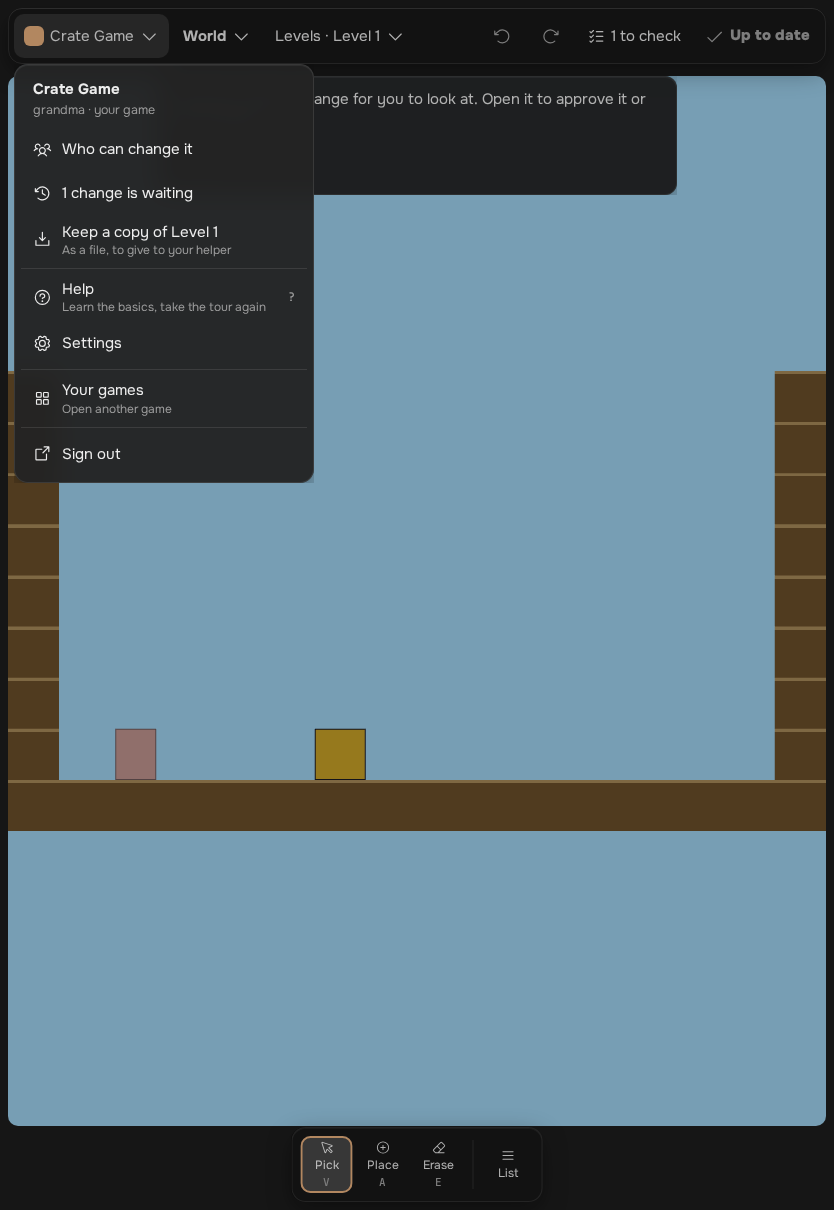 Crate Game
World
Levels · Level 1
1 to check
Up to date
Crate Game
grandma · your game
Who can change it
1 change is waiting
Keep a copy of Level 1
As a file, to give to your helper
Help
Learn the basics, take the tour again
?
Settings
Your games
Open another game
Sign out
ange for you to look at. Open it to approve it or
Pick
V
Place
A
Erase
E
List